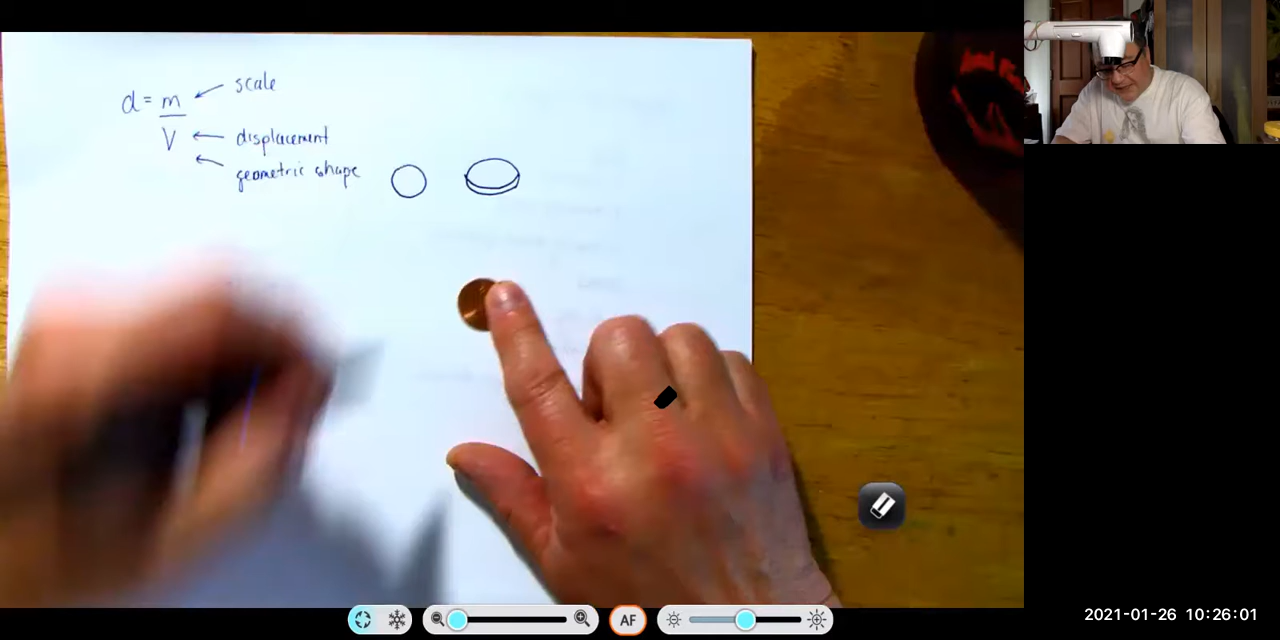 d = m ← scale
V ← displacement
← geometric shape
AF
2021-01-26 10:26:01